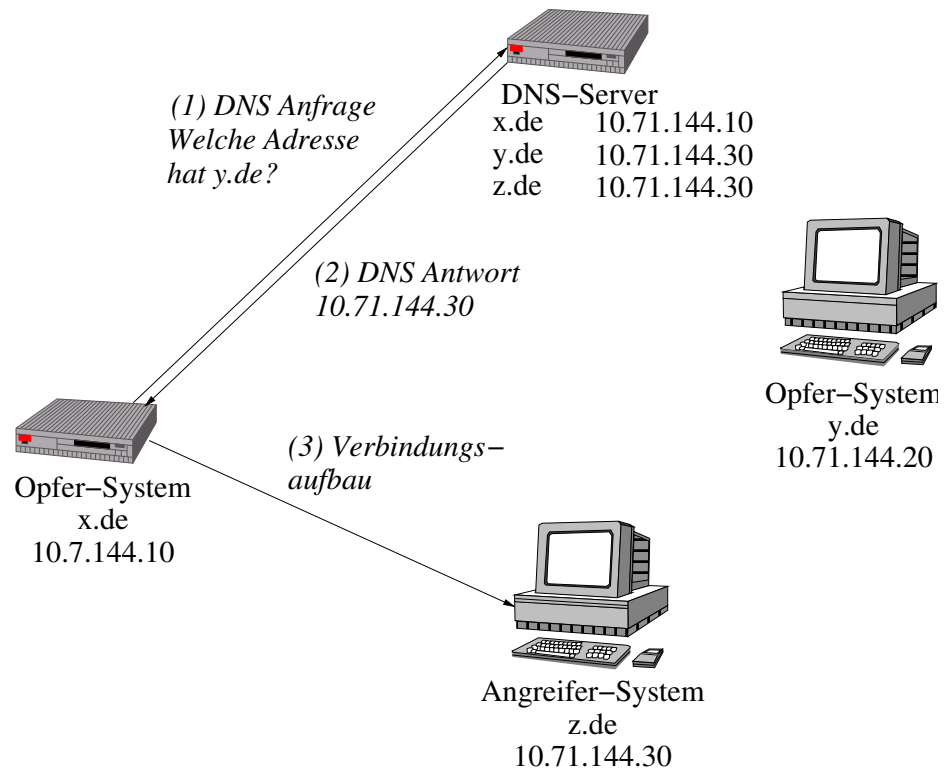 (1) DNS Anfrage
Welche Adresse
hat y.de?
DNS−Server
x.de 10.71.144.10
y.de 10.71.144.30
z.de 10.71.144.30
(2) DNS Antwort
10.71.144.30
Opfer−System
y.de
10.71.144.20
Opfer−System
x.de
10.7.144.10
(3) Verbindungs−
aufbau
Angreifer−System
z.de
10.71.144.30